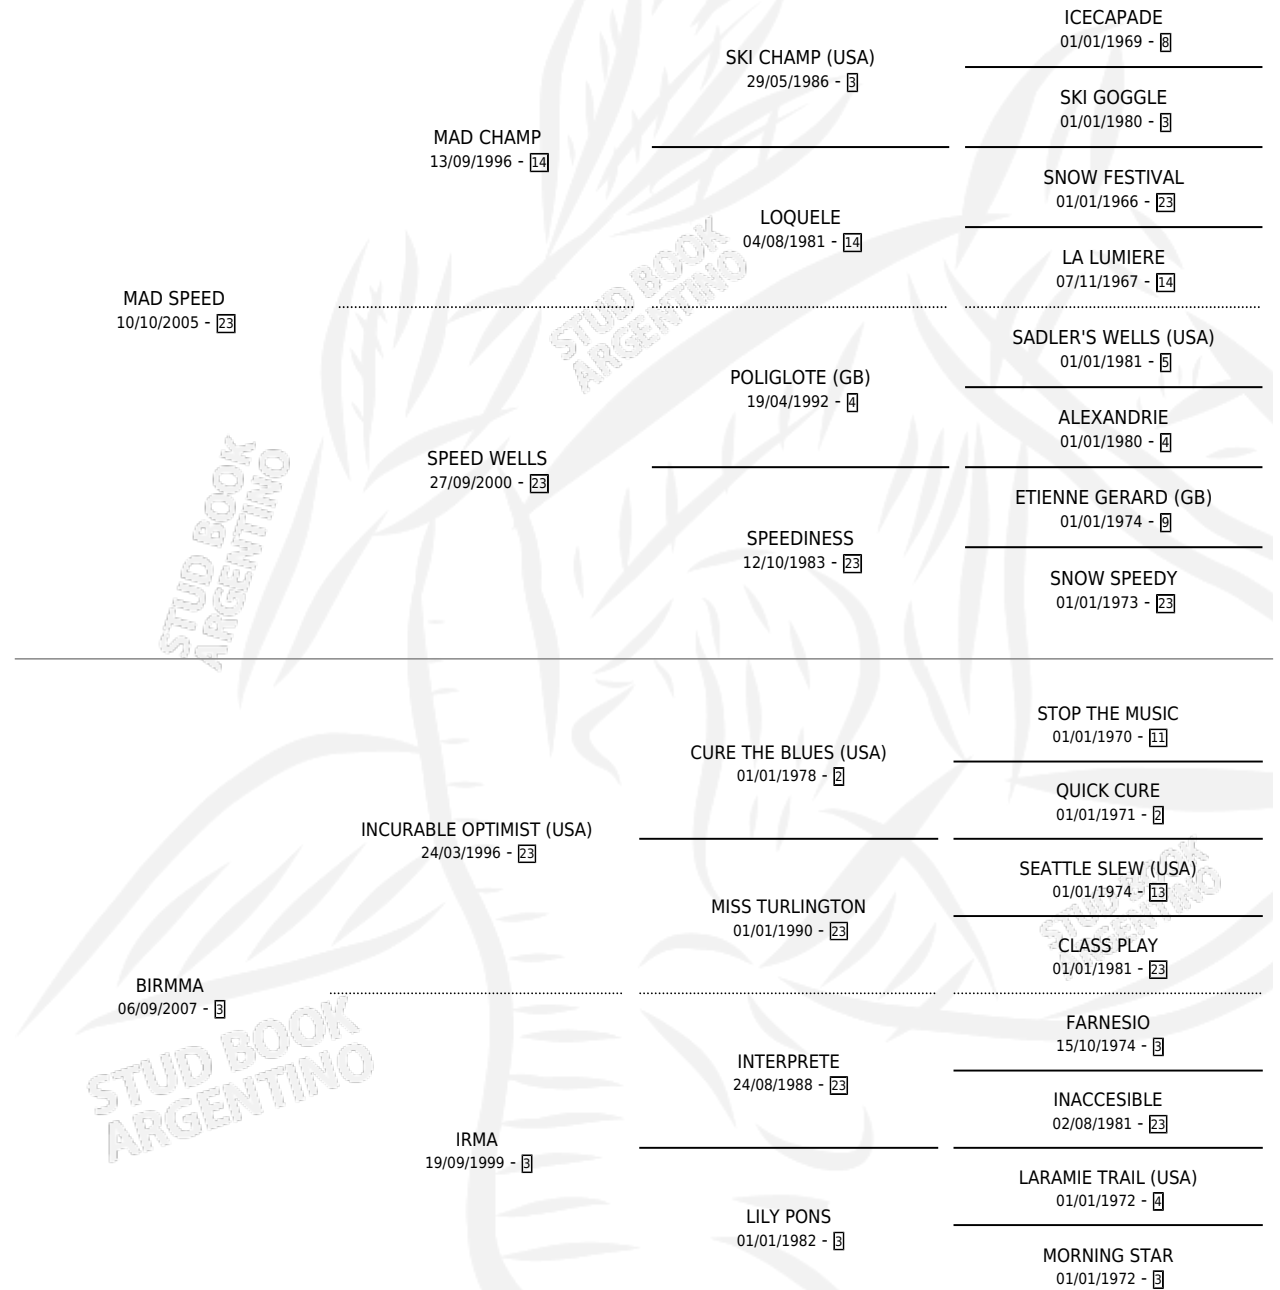 ICECAPADE
01/01/1969 - 8
SKI CHAMP (USA)
29/05/1986 - 3
SKI GOGGLE
01/01/1980 - 3
MAD CHAMP
13/09/1996 - 14
SNOW FESTIVAL
01/01/1966 - 23
LOQUELE
04/08/1981 - 14
LA LUMIERE
07/11/1967 - 14
MAD SPEED
10/10/2005 - 23
SADLER'S WELLS (USA)
01/01/1981 - 5
POLIGLOTE (GB)
19/04/1992 - 4
ALEXANDRIE
01/01/1980 - 4
SPEED WELLS
27/09/2000 - 23
ETIENNE GERARD (GB)
01/01/1974 - 9
SPEEDINESS
12/10/1983 - 23
SNOW SPEEDY
01/01/1973 - 23
STOP THE MUSIC
01/01/1970 - 11
CURE THE BLUES (USA)
01/01/1978 - 2
QUICK CURE
01/01/1971 - 2
INCURABLE OPTIMIST (USA)
24/03/1996 - 23
SEATTLE SLEW (USA)
01/01/1974 - 13
MISS TURLINGTON
01/01/1990 - 23
CLASS PLAY
01/01/1981 - 23
BIRMMA
06/09/2007 - 3
FARNESIO
15/10/1974 - 3
INTERPRETE
24/08/1988 - 23
INACCESIBLE
02/08/1981 - 23
IRMA
19/09/1999 - 3
LARAMIE TRAIL (USA)
01/01/1972 - 4
LILY PONS
01/01/1982 - 3
MORNING STAR
01/01/1972 - 3
STUD BOOK
ARGENTINO
STUD BOOK
ARGENTINO
STUD BOOK
ARGENTINO
STUD BOOK
ARGENTINO